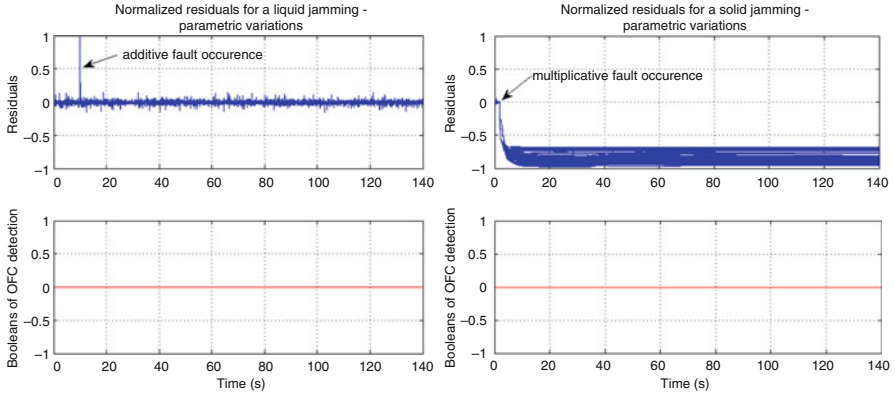 Normalized residuals for a liquid jamming -
parametric variations
1
0.5
0
−0.5
−1
Residuals
additive fault occurence
0 20 40 60 80 100 120 140
1
0.5
0
−0.5
−1
Booleans of OFC detection
0 20 40 60 80 100 120 140
Time (s)
Normalized residuals for a solid jamming -
parametric variations
1
0.5
0
−0.5
−1
Residuals
multiplicative fault occurence
0 20 40 60 80 100 120 140
1
0.5
0
−0.5
−1
Booleans of OFC detection
0 20 40 60 80 100 120 140
Time (s)